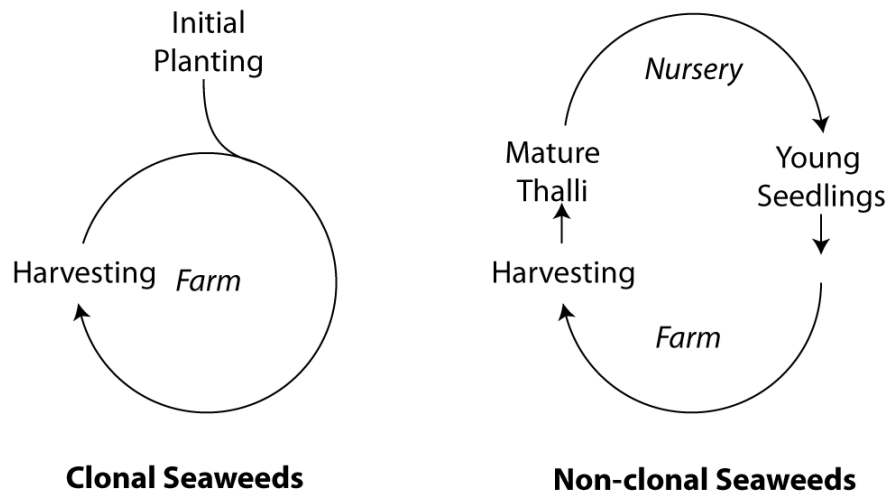 Initial
Planting
Harvesting
Farm
Clonal Seaweeds
Nursery
Mature
Thalli
Young
Seedlings
Harvesting
Farm
Non-clonal Seaweeds